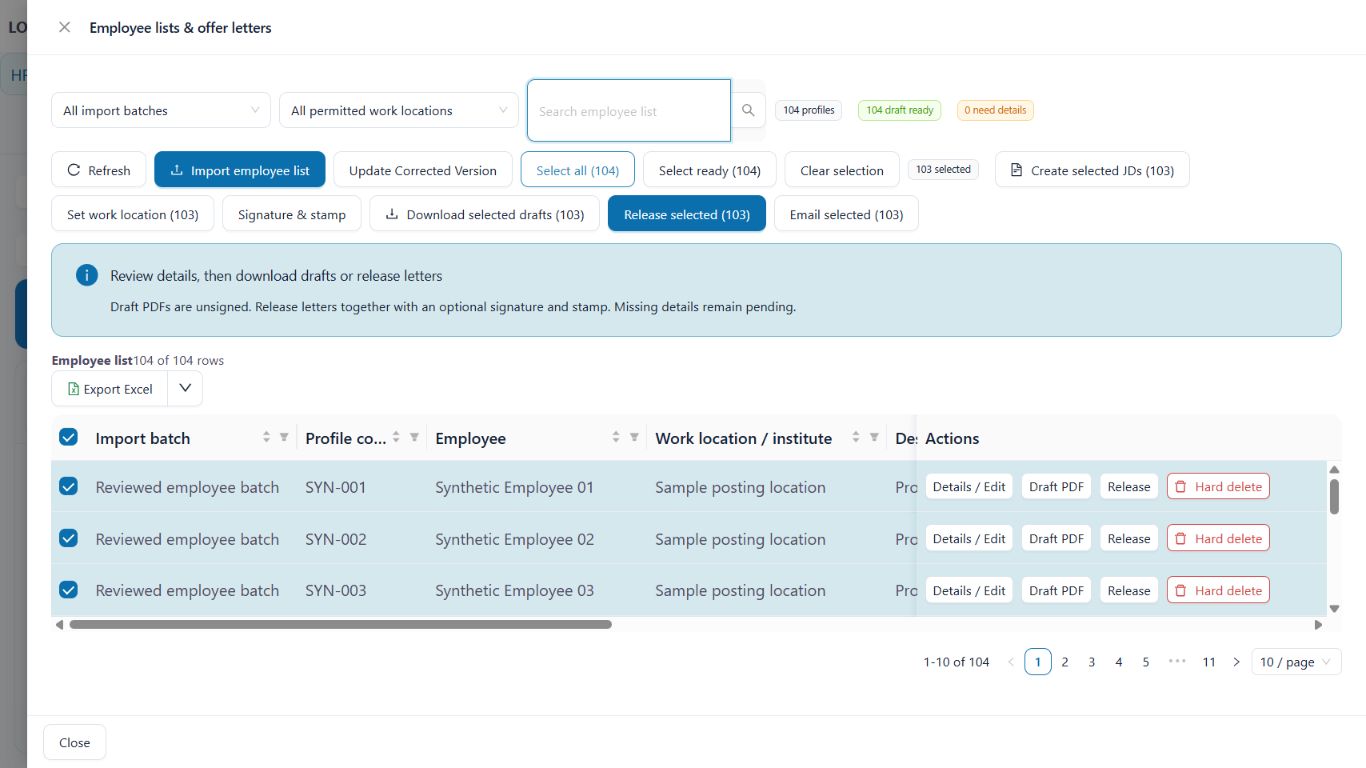 LO
Employee lists & offer letters
HR
All import batches
All permitted work locations
Search employee list
104 profiles
104 draft ready
0 need details
Refresh
Import employee list
Update Corrected Version
Select all (104)
Select ready (104)
Clear selection
103 selected
Create selected JDs (103)
Set work location (103)
Signature & stamp
Download selected drafts (103)
Release selected (103)
Email selected (103)
Review details, then download drafts or release letters
Draft PDFs are unsigned. Release letters together with an optional signature and stamp. Missing details remain pending.
Employee list104 of 104 rows
Export Excel
Import batch Profile co... Employee Work location / institute De Actions
Reviewed employee batch SYN-001 Synthetic Employee 01 Sample posting location Pro Details / Edit Draft PDF Release Hard delete
Reviewed employee batch SYN-002 Synthetic Employee 02 Sample posting location Pro Details / Edit Draft PDF Release Hard delete
Reviewed employee batch SYN-003 Synthetic Employee 03 Sample posting location Pro Details / Edit Draft PDF Release Hard delete
1-10 of 104 1 2 3 4 5 ••• 11 10 / page
Close